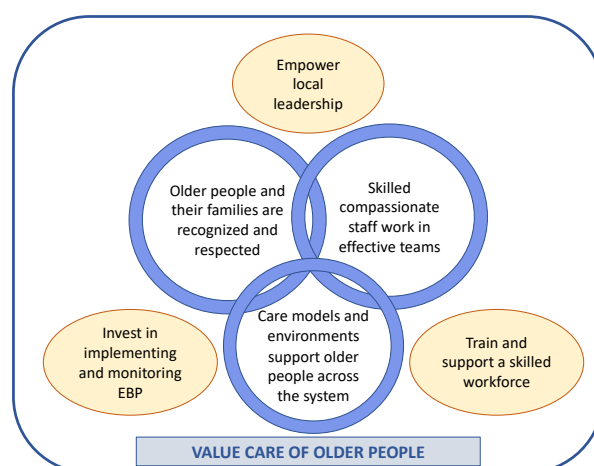 Empower
local
leadership
Older people and
their families are
recognized and
respected
Skilled
compassionate
staff work in
effective teams
Care models and
environments
support older
people across
the system
Invest in
implementing
and monitoring
EBP
Train and
support a skilled
workforce
VALUE CARE OF OLDER PEOPLE